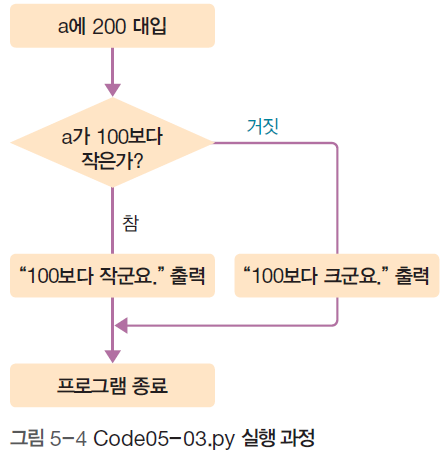 a에 200 대입
a가 100보다
작은가?
거짓
참
“100보다 작군요.” 출력
“100보다 크군요.” 출력
프로그램 종료
그림 5-4 Code05-03.py 실행 과정